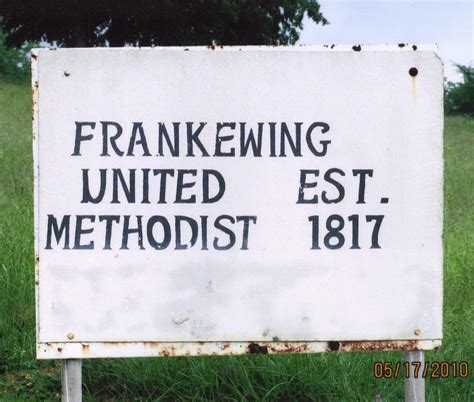 FRANKEWING
UNITED EST.
METHODIST 1817
05/17/2010